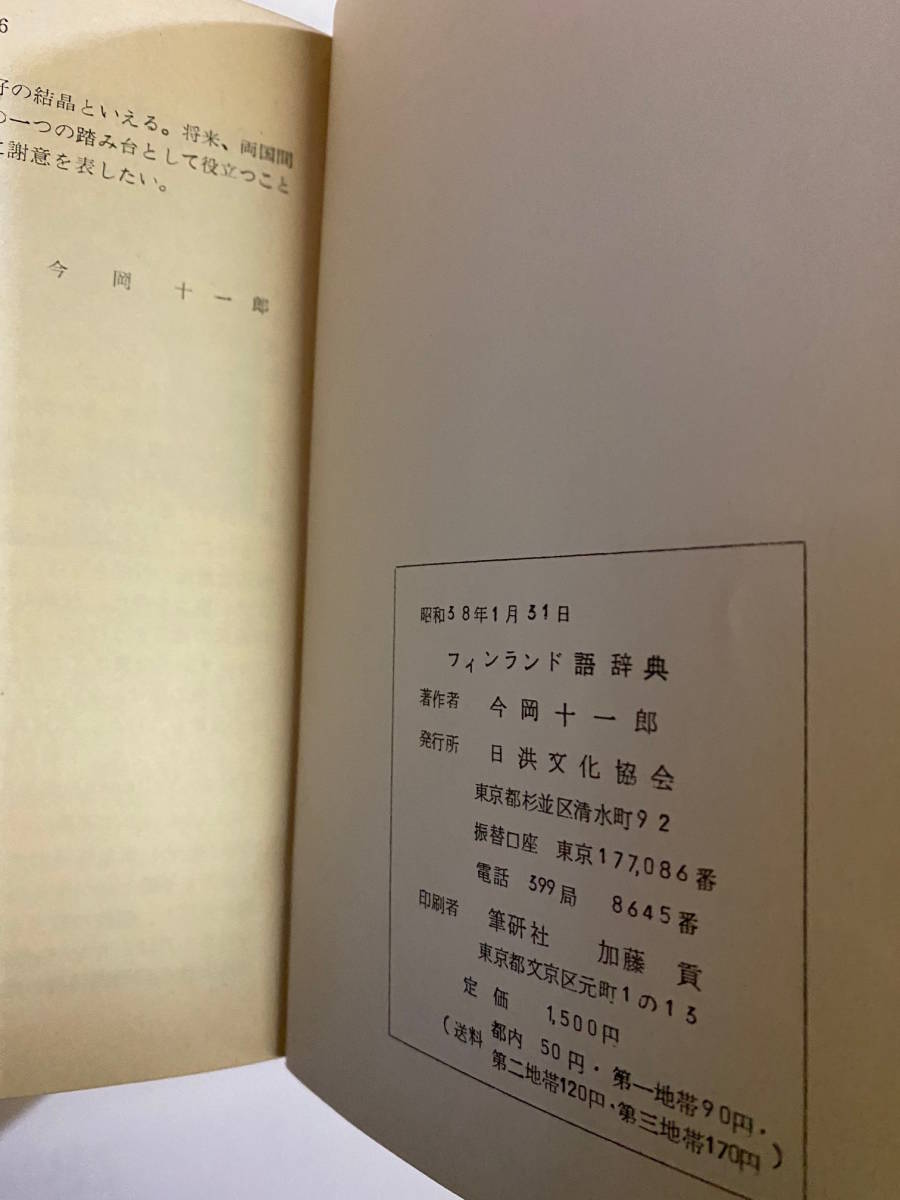 6
好の結晶といえる。将来、両国間
の一つの踏み台として役立つこと
に謝意を表したい。
今岡十一郎
昭和38年1月31日
フィンランド語辞典
著作者 今岡十一郎
発行所 日洪文化協会
東京都杉並区清水町92
振替口座 東京177,086番
電話 399局 8645番
印刷者 筆研社 加藤 貢
東京都文京区元町1の13
定価 1,500円
(送料 都内 50円・第一地帯90円・
第二地帯120円・第三地帯170円)